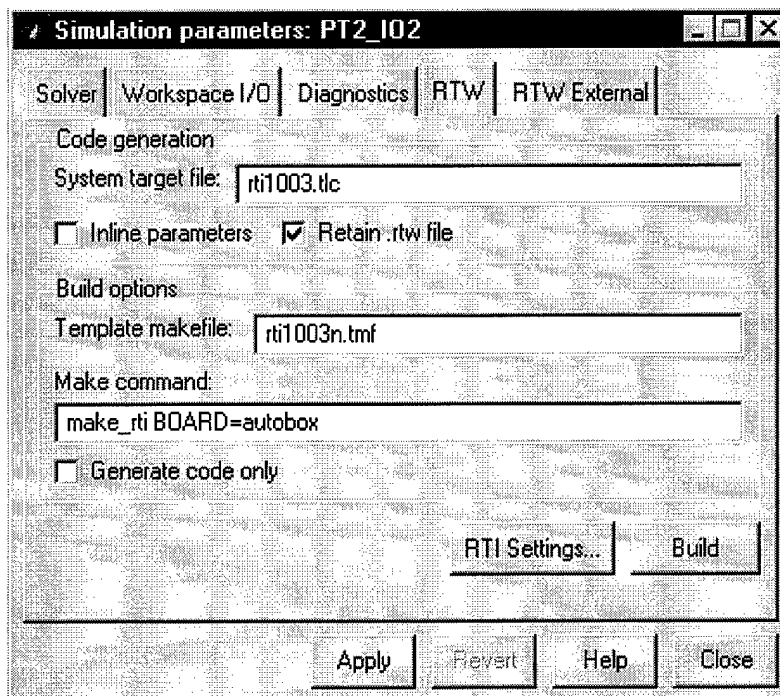 Simulation parameters: PT2_IO2
Solver Workspace I/O Diagnostics RTW RTW External
Code generation
System target file: rti1003.tlc
Inline parameters Retain .rtw file
Build options
Template makefile: rti1003n.tmf
Make command:
make_rti BOARD=autobox
Generate code only
RTI Settings... Build
Apply Revert Help Close